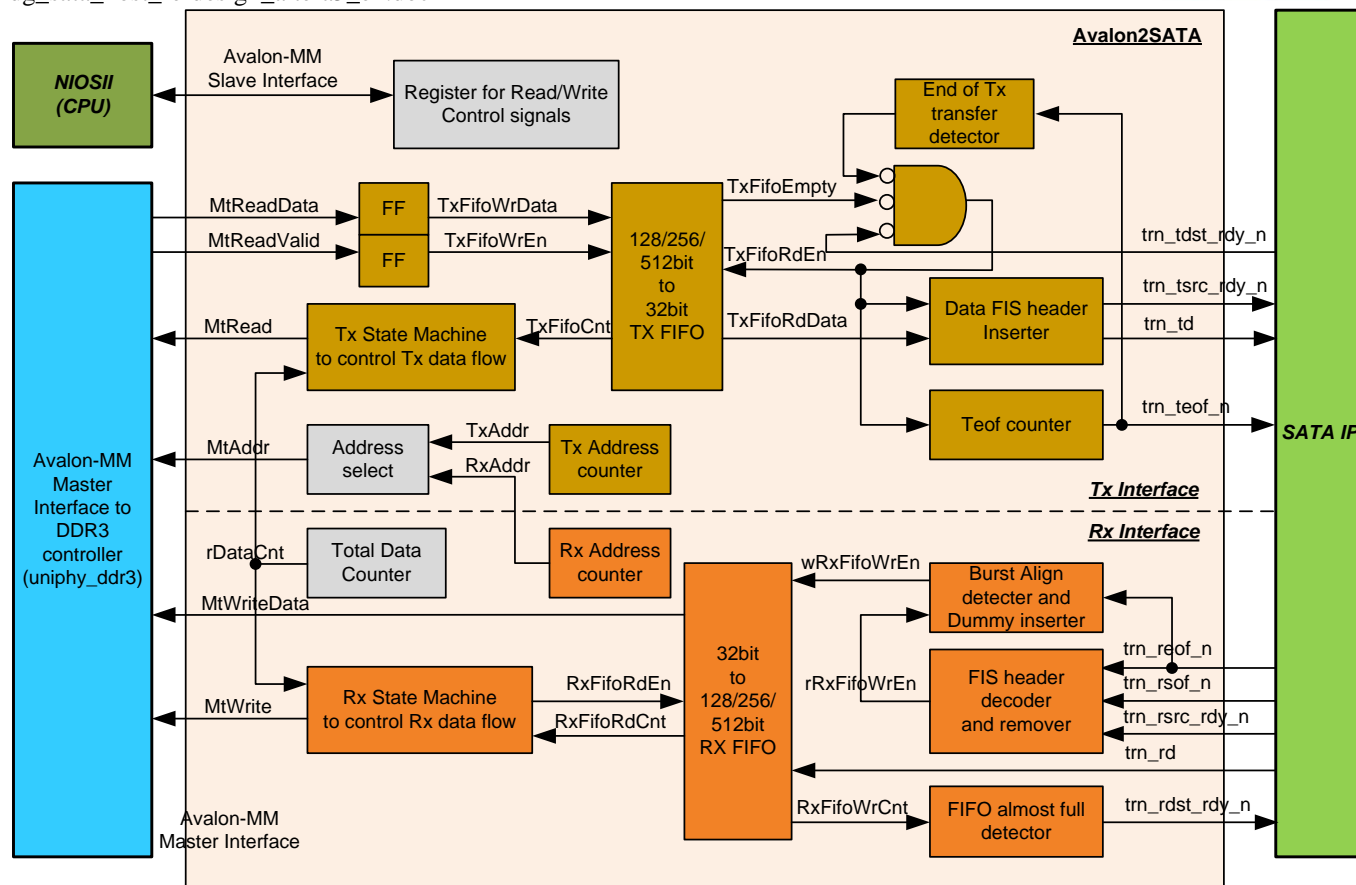 Avalon2SATA
NIOSII
(CPU)
Avalon-MM
Slave Interface
Register for Read/Write
Control signals
End of Tx
transfer
detector
MtReadData
FF
TxFifoWrData
TxFifoEmpty
MtReadValid
FF
TxFifoWrEn
128/256/
512bit
to
32bit
TX FIFO
trn_tdst_rdy_n
TxFifoRdEn
trn_tsrc_rdy_n
MtRead
Tx State Machine
to control Tx data flow
TxFifoCnt
TxFifoRdData
Data FIS header
Inserter
trn_td
Teof counter
trn_teof_n
SATA IP
MtAddr
Address
select
TxAddr
RxAddr
Tx Address
counter
Avalon-MM
Master
Interface to
DDR3
controller
(uniphy_ddr3)
Tx Interface
Rx Interface
rDataCnt
Total Data
Counter
Rx Address
counter
wRxFifoWrEn
Burst Align
detecter and
Dummy inserter
MtWriteData
32bit
to
128/256/
512bit
RX FIFO
trn_reof_n
trn_rsof_n
trn_rsrc_rdy_n
trn_rd
rRxFifoWrEn
FIS header
decoder
and remover
MtWrite
Rx State Machine
to control Rx data flow
RxFifoRdEn
RxFifoRdCnt
RxFifoWrCnt
FIFO almost full
detector
trn_rdst_rdy_n
Avalon-MM
Master Interface